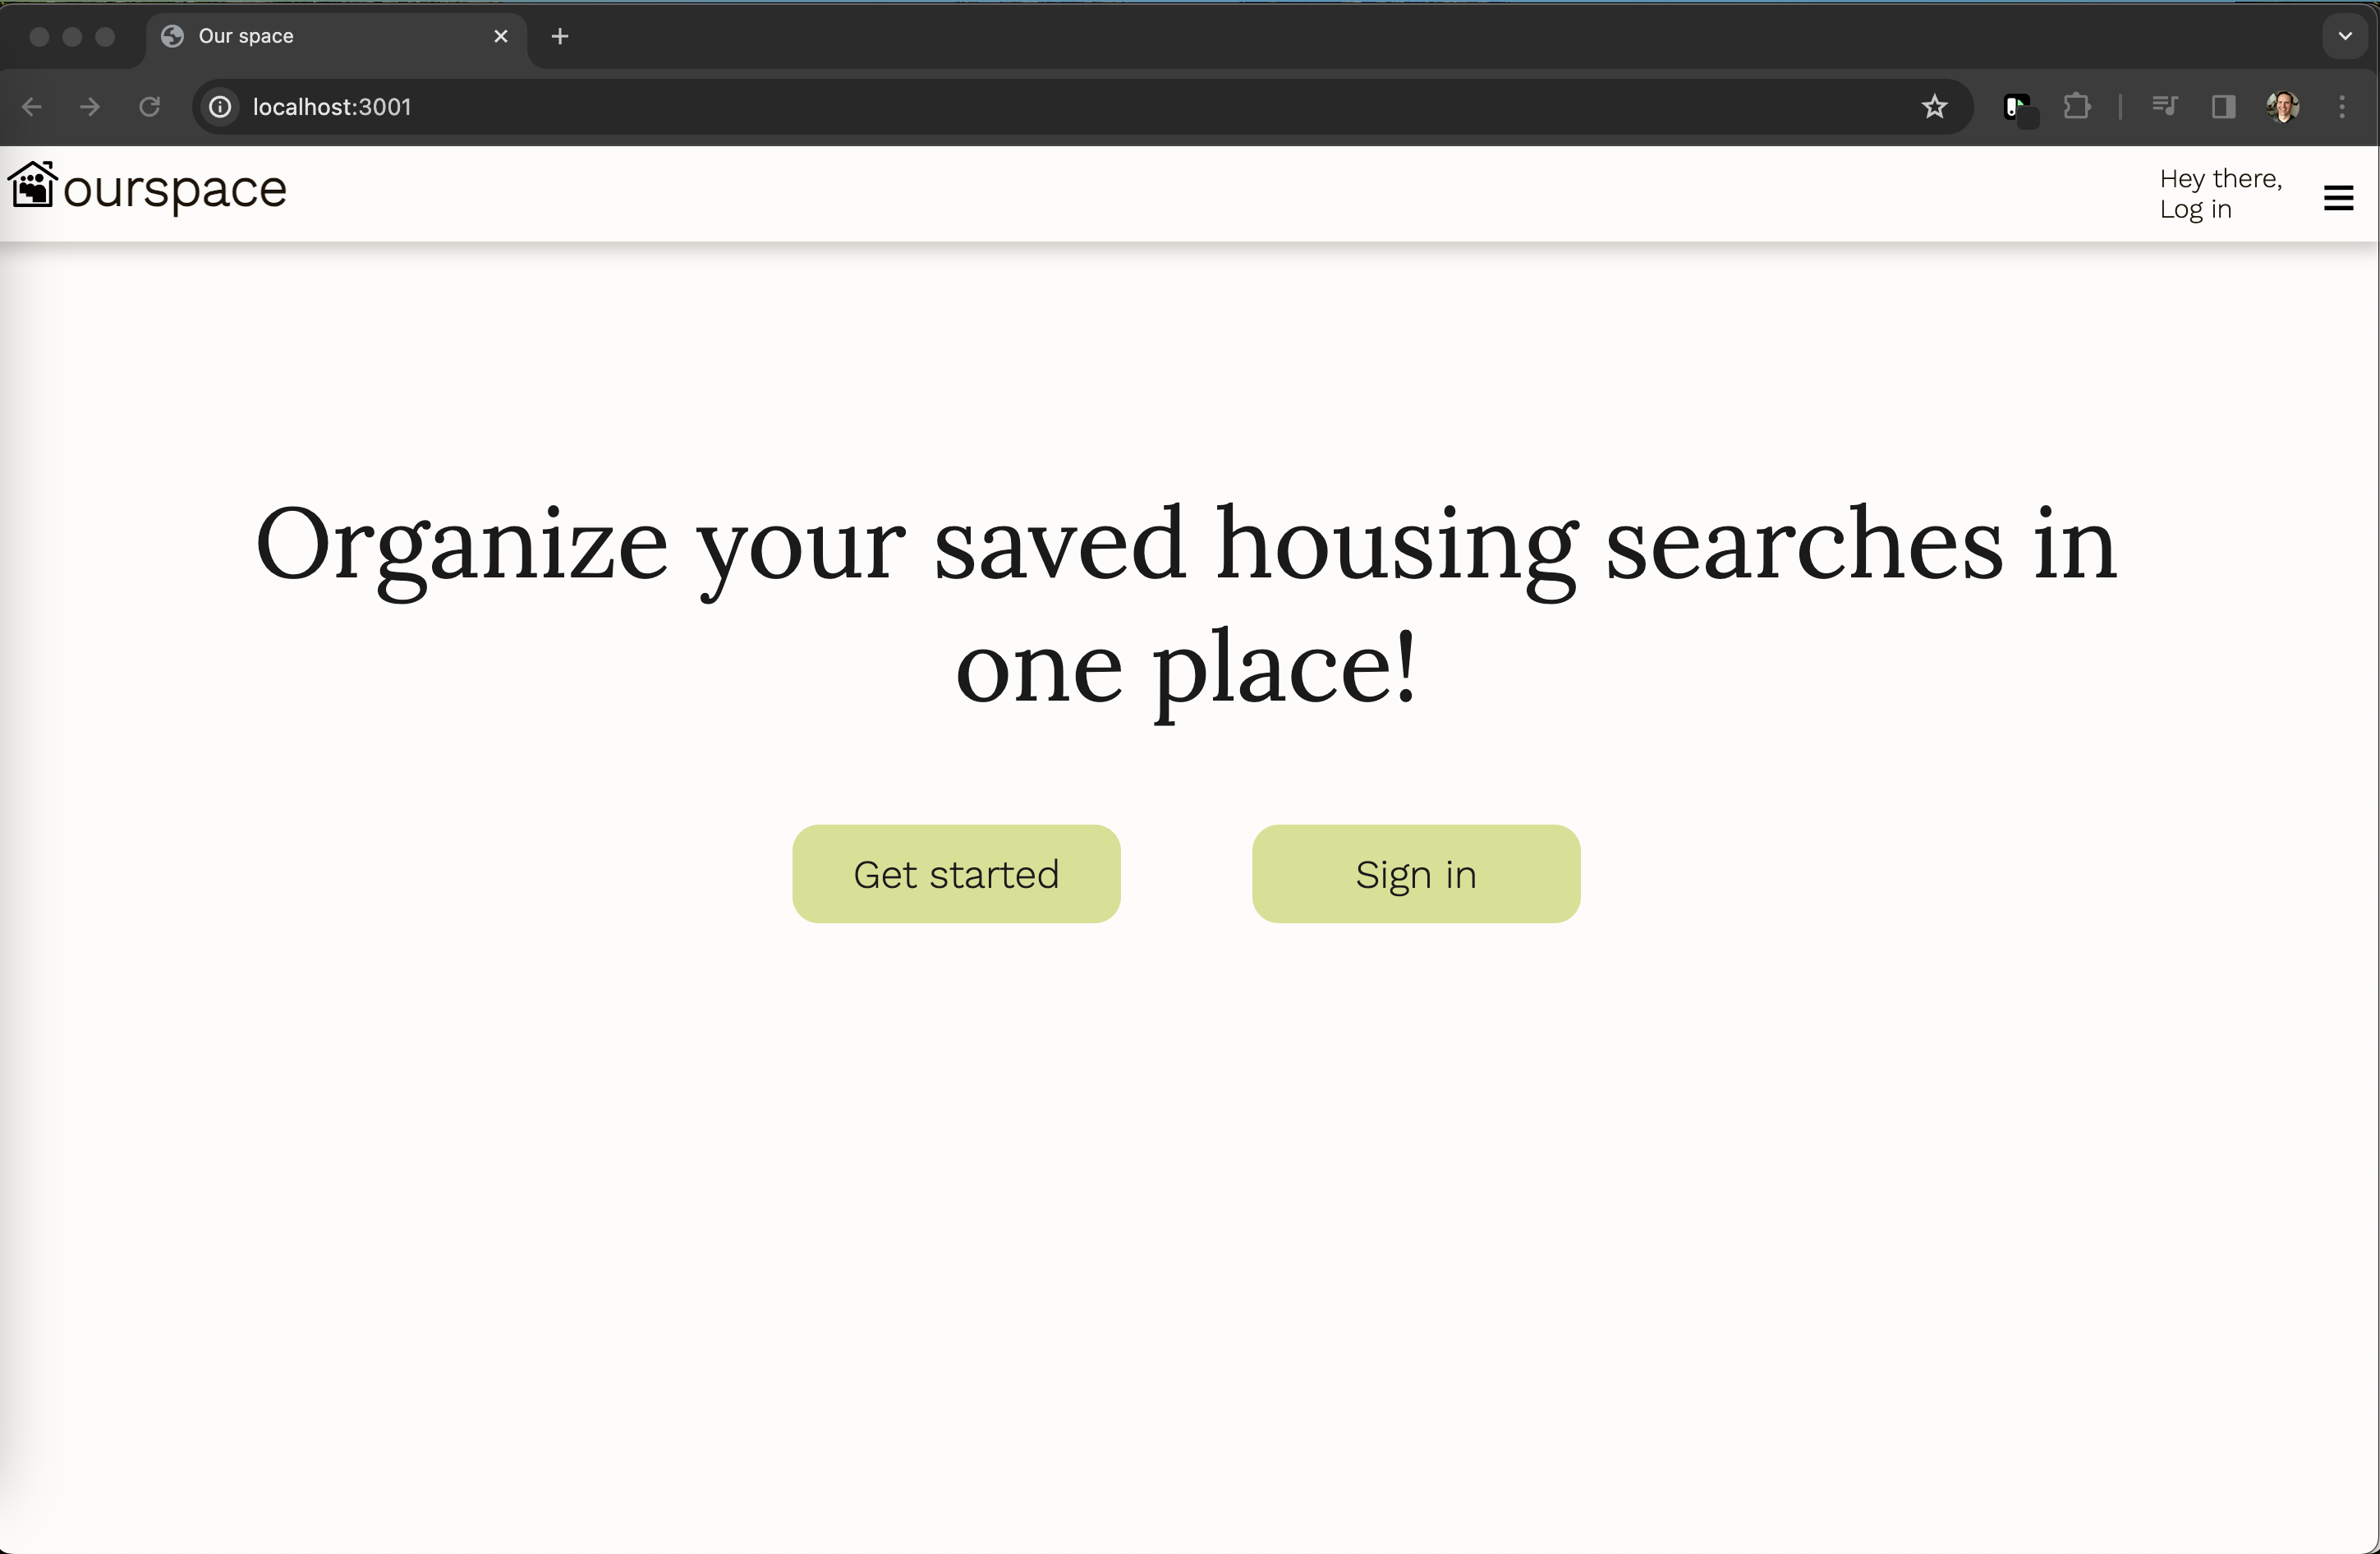 Our space
localhost:3001
ourspace
Hey there,
Log in
Organize your saved housing searches in
one place!
Get started
Sign in